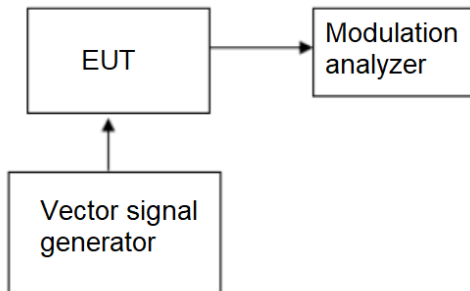 EUT
Modulation
analyzer
Vector signal
generator